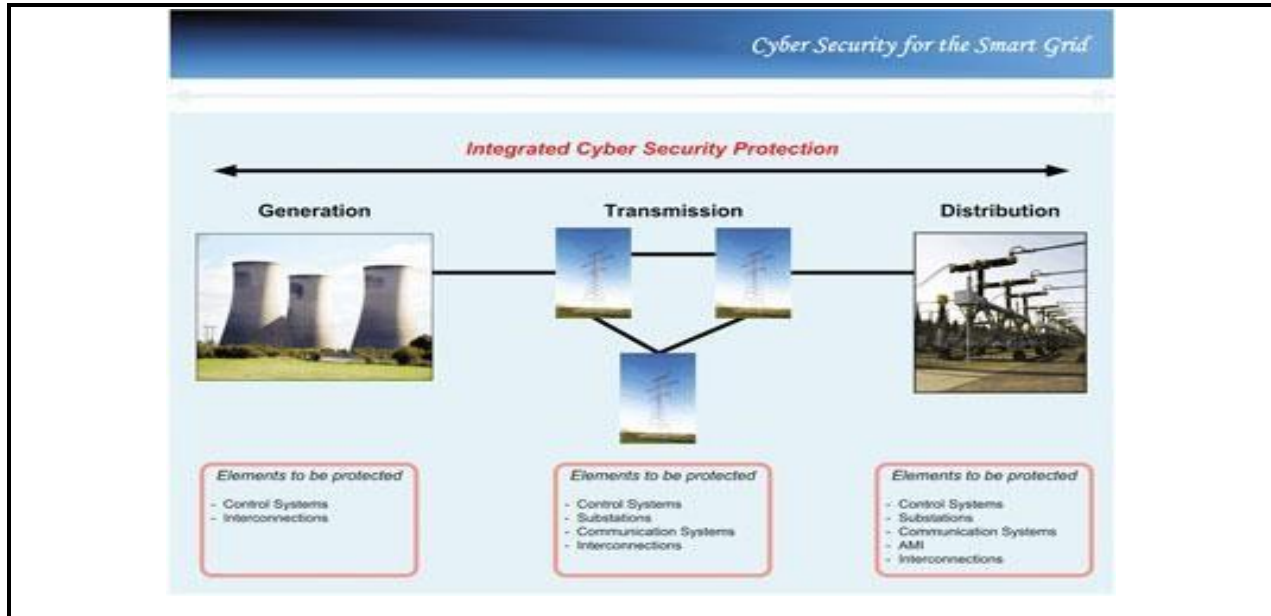 Cyber Security for the Smart Grid
Integrated Cyber Security Protection
Generation
Transmission
Distribution
Elements to be protected
- Control Systems
- Interconnections
Elements to be protected
- Control Systems
- Substations
- Communication Systems
- Interconnections
Elements to be protected
- Control Systems
- Substations
- Communication Systems
- AMI
- Interconnections